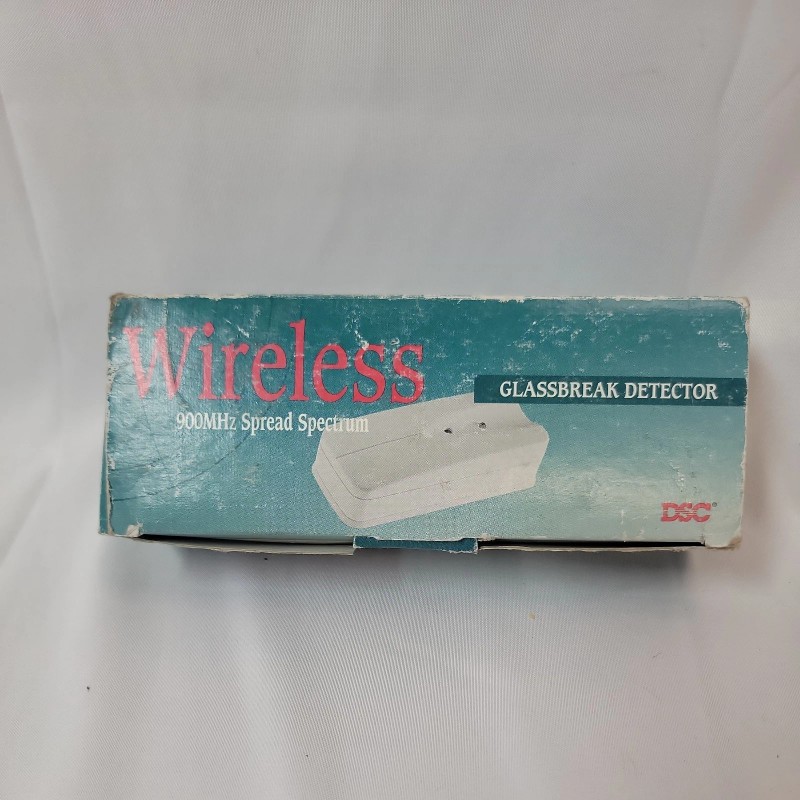 Wireless
900MHz Spread Spectrum
GLASSBREAK DETECTOR
DSC®